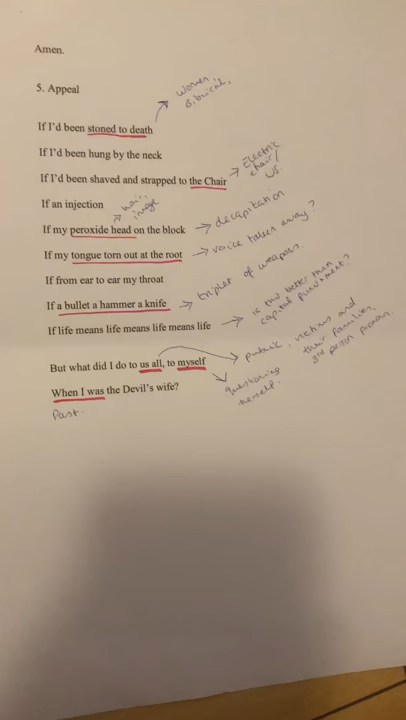 Amen.
5. Appeal
women,
Biblical.
If I'd been stoned to death
If I'd been hung by the neck
If I'd been shaved and strapped to the Chair
Electric
chair/
US.
If an injection
hair
image
If my peroxide head on the block
decapitation
If my tongue torn out at the root
voice taken away?
If from ear to ear my throat
If a bullet a hammer a knife
triplet of weapons.
If life means life means life means life
is this better than
capital punishment?
But what did I do to us all, to myself
public, victims and
their families,
questioning
herself.
When I was the Devil's wife?
Past.